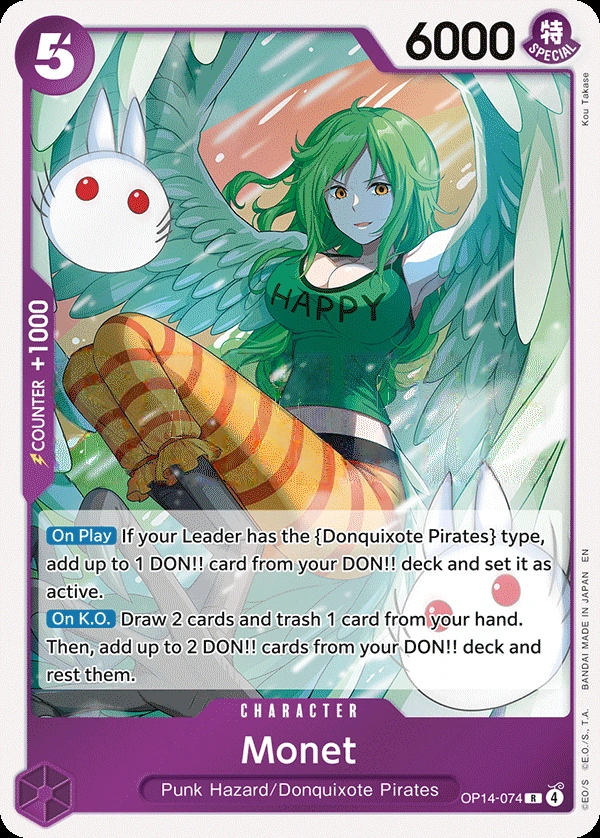 5
6000
特
SPECIAL
Kou Takase
HAPPY
COUNTER +1000
On Play If your Leader has the {Donquixote Pirates} type,
add up to 1 DON!! card from your DON!! deck and set it as
active.
On K.O. Draw 2 cards and trash 1 card from your hand.
Then, add up to 2 DON!! cards from your DON!! deck and
rest them.
CHARACTER
Monet
Punk Hazard/Donquixote Pirates
OP14-074 R 4
©EO/S ©E.O./S., T.A. BANDAI MADE IN JAPAN EN